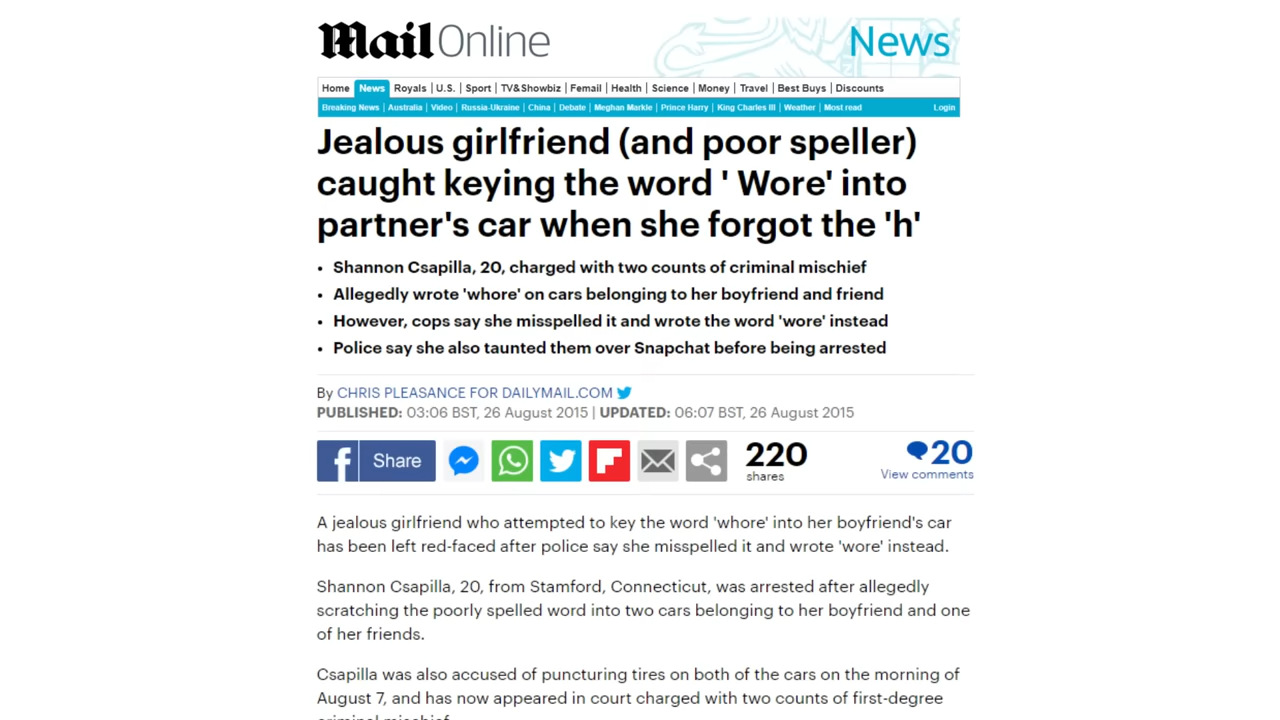 Mail Online
News
Home News Royals U.S. Sport TV&Showbiz Femail Health Science Money Travel Best Buys Discounts
Breaking News Australia Video Russia-Ukraine China Debate Meghan Markle Prince Harry King Charles III Weather Most read Login
Jealous girlfriend (and poor speller)
caught keying the word ' Wore' into
partner's car when she forgot the 'h'
• Shannon Csapilla, 20, charged with two counts of criminal mischief
• Allegedly wrote 'whore' on cars belonging to her boyfriend and friend
• However, cops say she misspelled it and wrote the word 'wore' instead
• Police say she also taunted them over Snapchat before being arrested
By CHRIS PLEASANCE FOR DAILYMAIL.COM
PUBLISHED: 03:06 BST, 26 August 2015 | UPDATED: 06:07 BST, 26 August 2015
f Share
220
shares
20
View comments
A jealous girlfriend who attempted to key the word 'whore' into her boyfriend's car
has been left red-faced after police say she misspelled it and wrote 'wore' instead.
Shannon Csapilla, 20, from Stamford, Connecticut, was arrested after allegedly
scratching the poorly spelled word into two cars belonging to her boyfriend and one
of her friends.
Csapilla was also accused of puncturing tires on both of the cars on the morning of
August 7, and has now appeared in court charged with two counts of first-degree
criminal mischief.